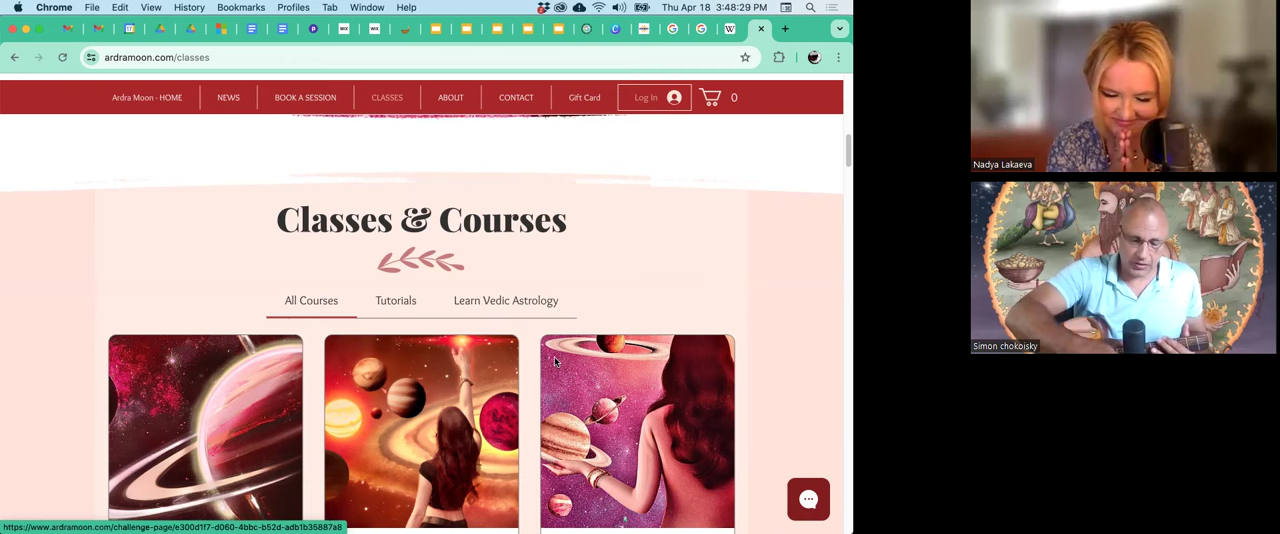 Chrome File Edit View History Bookmarks Profiles Tab Window Help
Thu Apr 18 3:48:29 PM
ardramoon.com/classes
Ardra Moon - HOME NEWS BOOK A SESSION CLASSES ABOUT CONTACT Gift Card Log In 0
Classes & Courses
All Courses Tutorials Learn Vedic Astrology
https://www.ardramoon.com/challenge-page/e300d1f7-d060-4bbc-b52d-adb1b35887a8
Nadya Lakaeva
Simon chokoisky